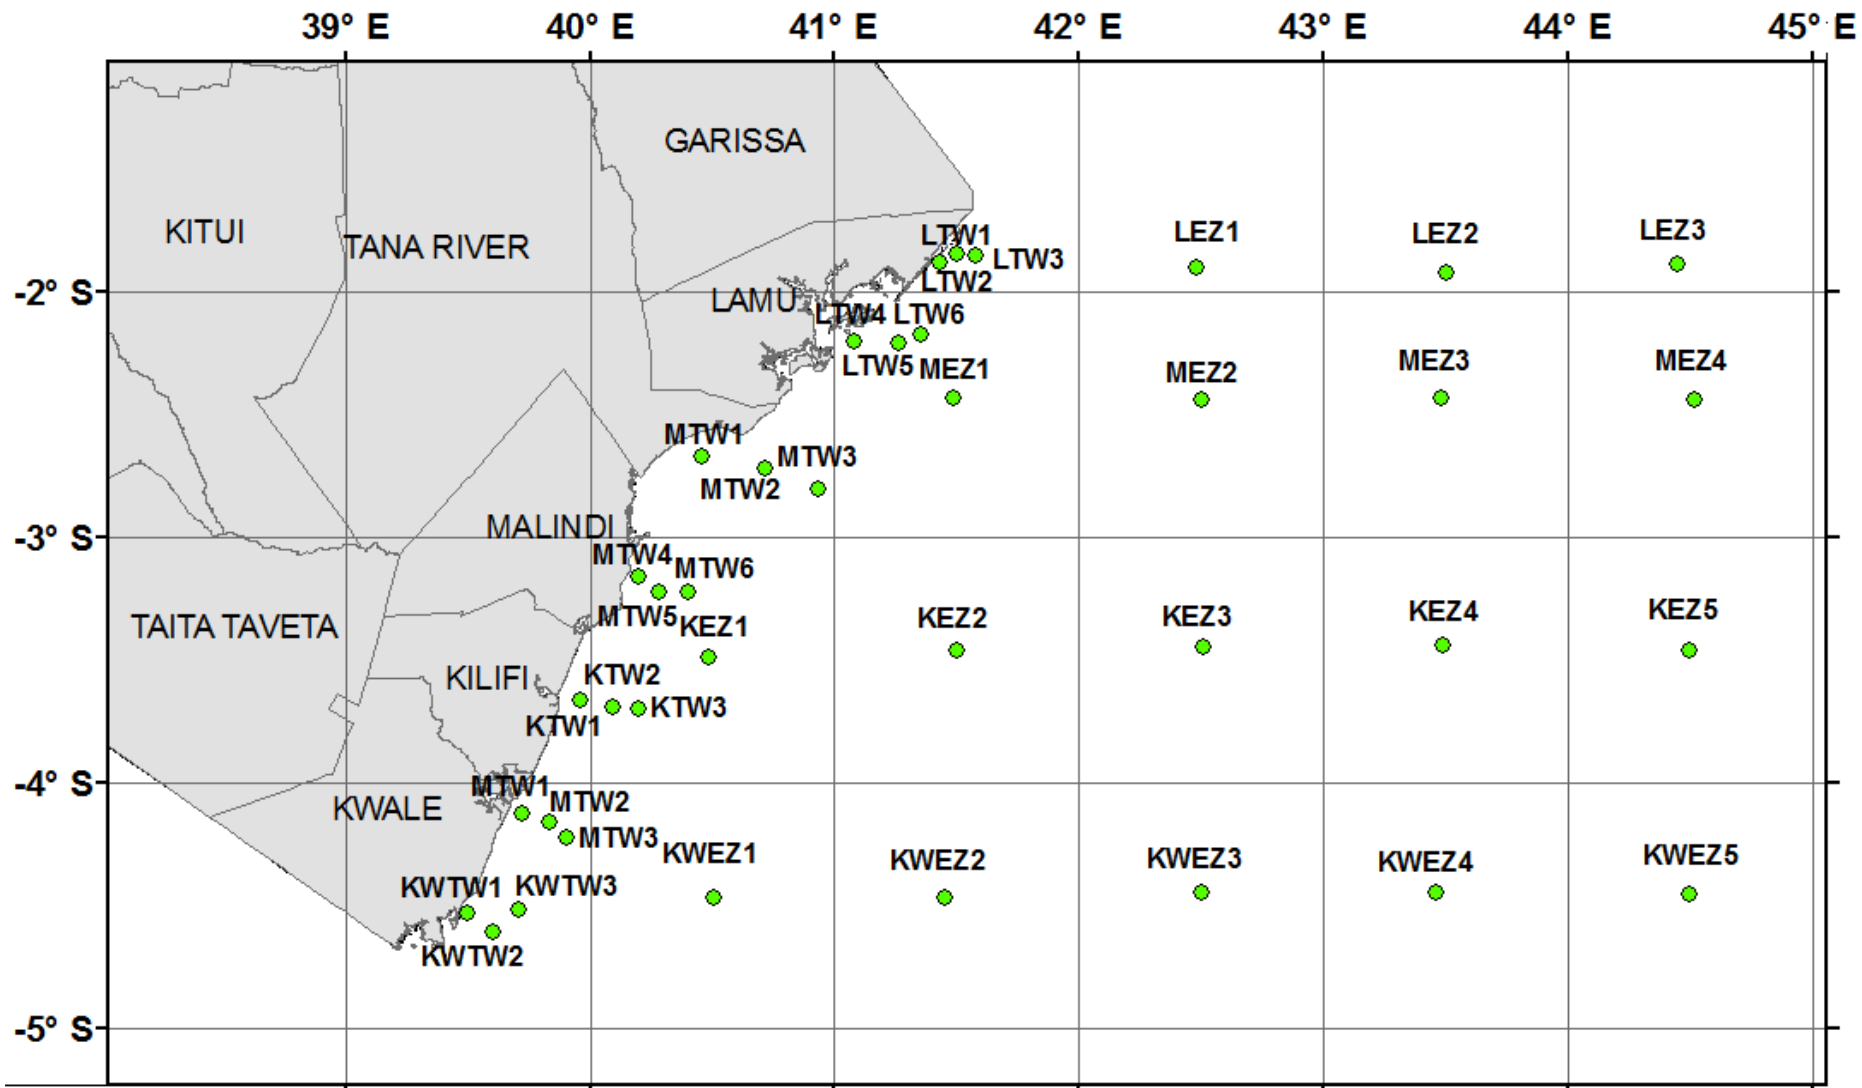 39° E 40° E 41° E 42° E 43° E 44° E 45° E
GARISSA
KITUI
TANA RIVER
LTW1
LEZ1
LEZ2
LEZ3
LTW3
LTW2
-2° S
LAMU
LTW4 LTW6
LTW5 MEZ1
MEZ2
MEZ3
MEZ4
MTW1
MTW3
MTW2
-3° S
MALINDI
MTW4
MTW6
MTW5
KEZ1
KEZ2
KEZ3
KEZ4
KEZ5
TAITA TAVETA
KILIFI
KTW2
KTW3
KTW1
-4° S
MTW1
MTW2
KWALE
MTW3
KWEZ1
KWEZ2
KWEZ3
KWEZ4
KWEZ5
KWTW1
KWTW3
KWTW2
-5° S